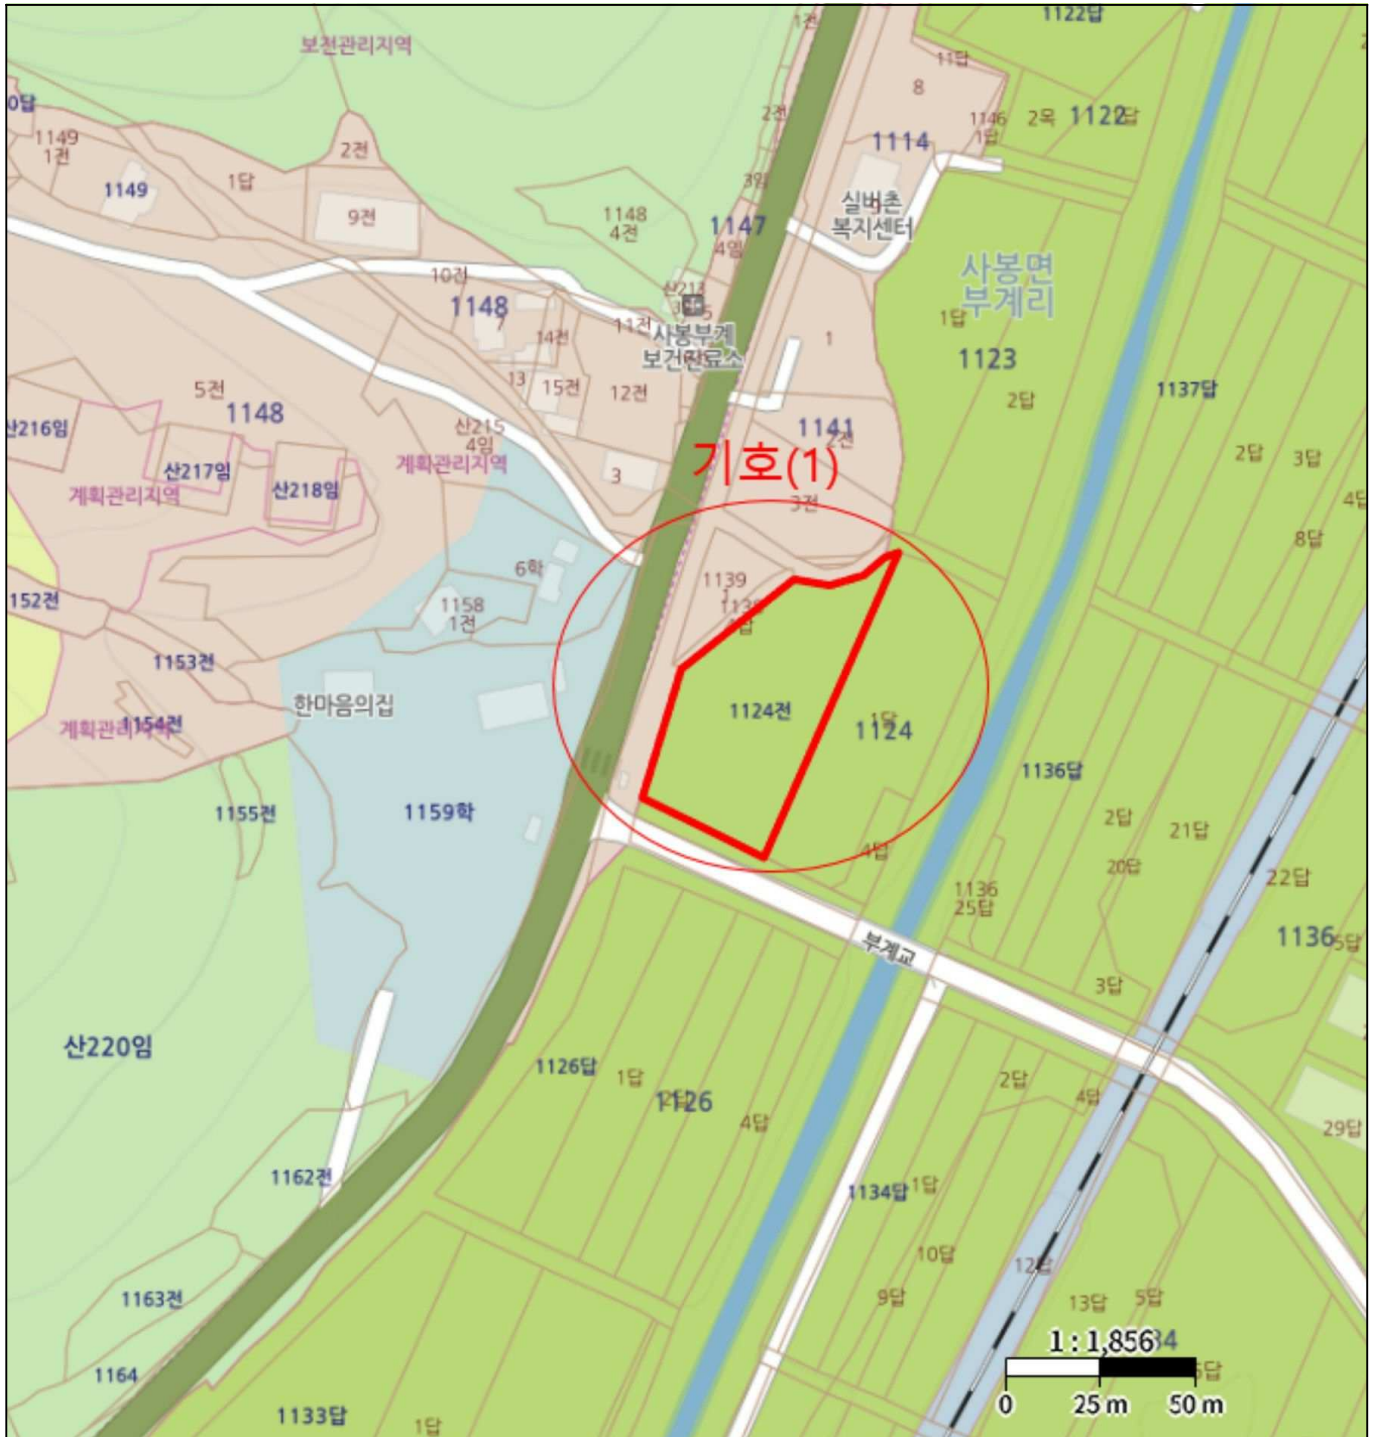 1122답
1전
보전관리지역
11답
8
0답
2전
2목
1122답
1146
1답
1149
1전
1114
2전
1149
1답
3임
실버촌
복지센터
9전
1148
4전
1147
4임
사봉면
부계리
10전
1148
7
산213
1답
11전
14전
사봉부계
보건진료소
1
1123
13
15전
12전
1137답
5전
1148
2답
산216임
산215
4임
1141
2전
기호(1)
2답
3답
계획관리지역
산217임
3
계획관리지역
산218임
3전
8답
6학
1139
152전
1158
1전
1153전
한마음의집
1124전
1답
1124
계획관리지역
1154전
1136답
1155전
1159학
2답
21답
4답
20답
22답
1136
25답
1136
5답
부계교
3답
산220임
1126답
1답
2답
1126
2답
4답
4답
29답
1162전
1134답
1답
10답
12답
1163전
9답
13답
5답
1 : 1,856
1164
0
25 m
50 m
1133답
1답